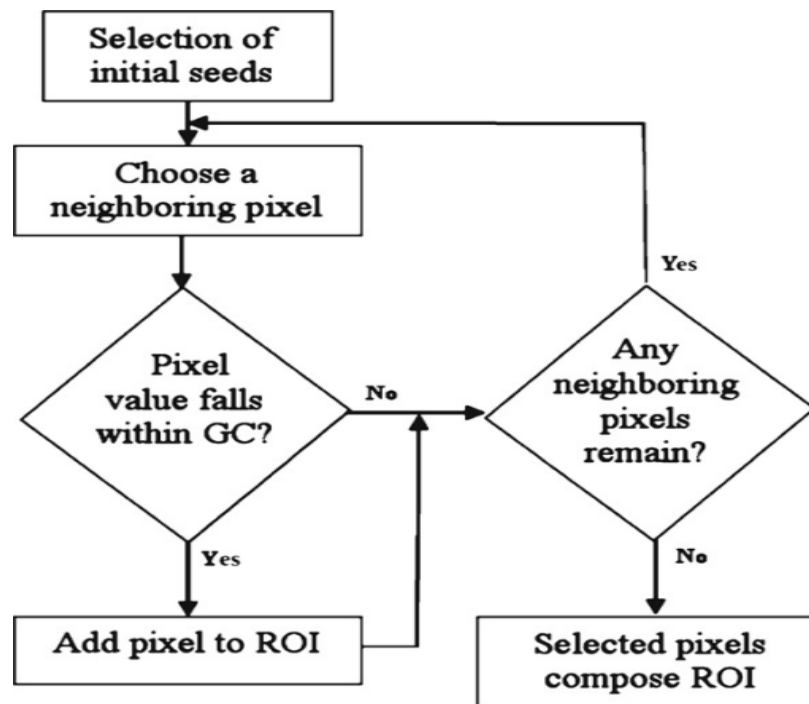 Selection of
initial seeds
Choose a
neighboring pixel
Yes
Pixel
value falls
within GC?
No
Any
neighboring
pixels
remain?
Yes
No
Add pixel to ROI
Selected pixels
compose ROI